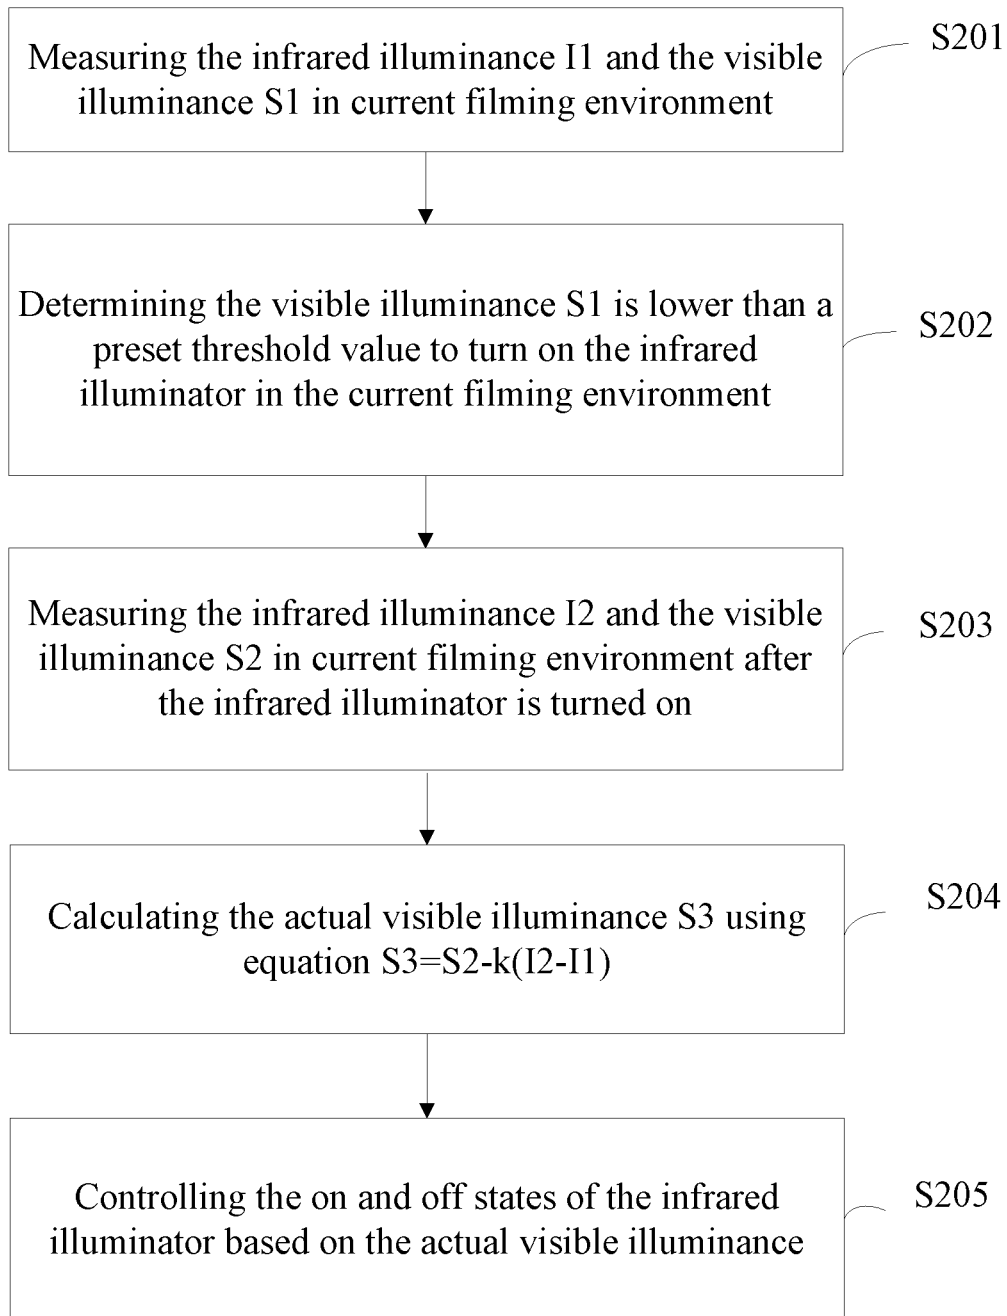 Measuring the infrared illuminance I1 and the visible
illuminance S1 in current filming environment
S201
Determining the visible illuminance S1 is lower than a
preset threshold value to turn on the infrared
illuminator in the current filming environment
S202
Measuring the infrared illuminance I2 and the visible
illuminance S2 in current filming environment after
the infrared illuminator is turned on
S203
Calculating the actual visible illuminance S3 using
equation S3=S2-k(I2-I1)
S204
Controlling the on and off states of the infrared
illuminator based on the actual visible illuminance
S205